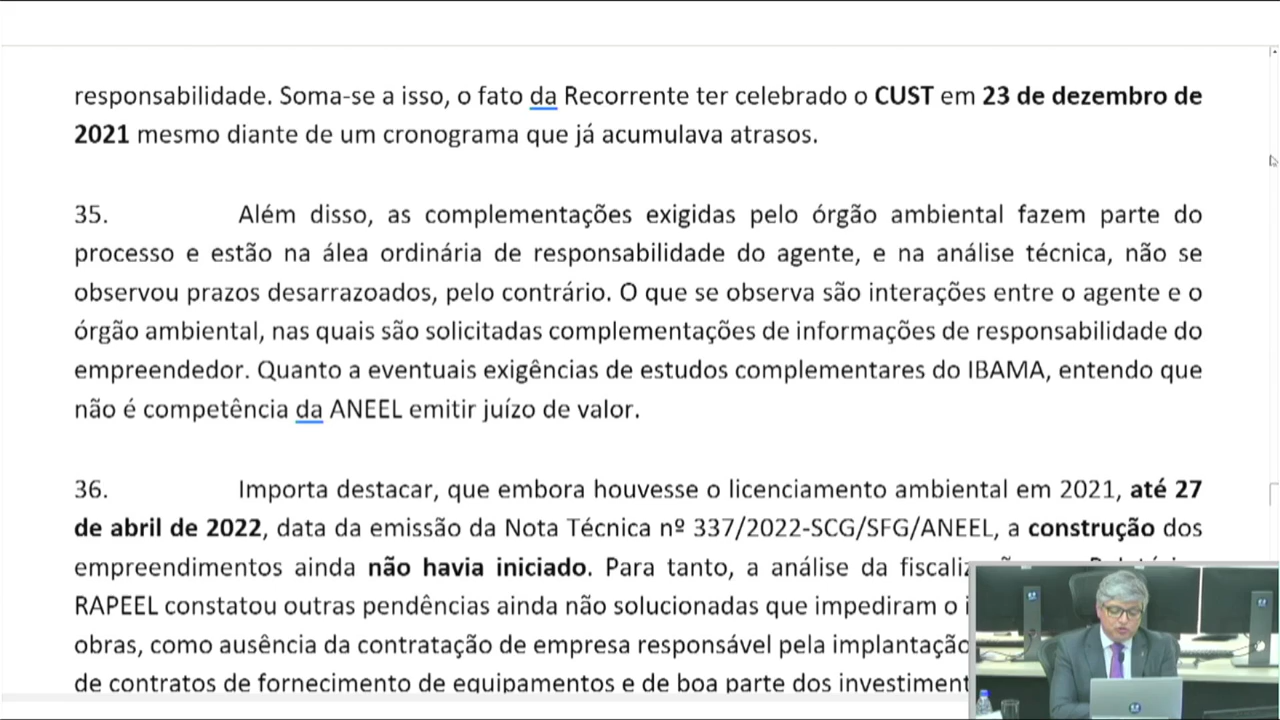 responsabilidade. Soma-se a isso, o fato da Recorrente ter celebrado o CUST em 23 de dezembro de
2021 mesmo diante de um cronograma que já acumulava atrasos.
35. Além disso, as complementações exigidas pelo órgão ambiental fazem parte do
processo e estão na álea ordinária de responsabilidade do agente, e na análise técnica, não se
observou prazos desarrazoados, pelo contrário. O que se observa são interações entre o agente e o
órgão ambiental, nas quais são solicitadas complementações de informações de responsabilidade do
empreendedor. Quanto a eventuais exigências de estudos complementares do IBAMA, entendo que
não é competência da ANEEL emitir juízo de valor.
36. Importa destacar, que embora houvesse o licenciamento ambiental em 2021, até 27
de abril de 2022, data da emissão da Nota Técnica nº 337/2022-SCG/SFG/ANEEL, a construção dos
empreendimentos ainda não havia iniciado. Para tanto, a análise da
RAPEEL constatou outras pendências ainda não solucionadas que impediram o
obras, como ausência da contratação de empresa responsável pela implantação
de contratos de fornecimento de equipamentos e de boa parte dos